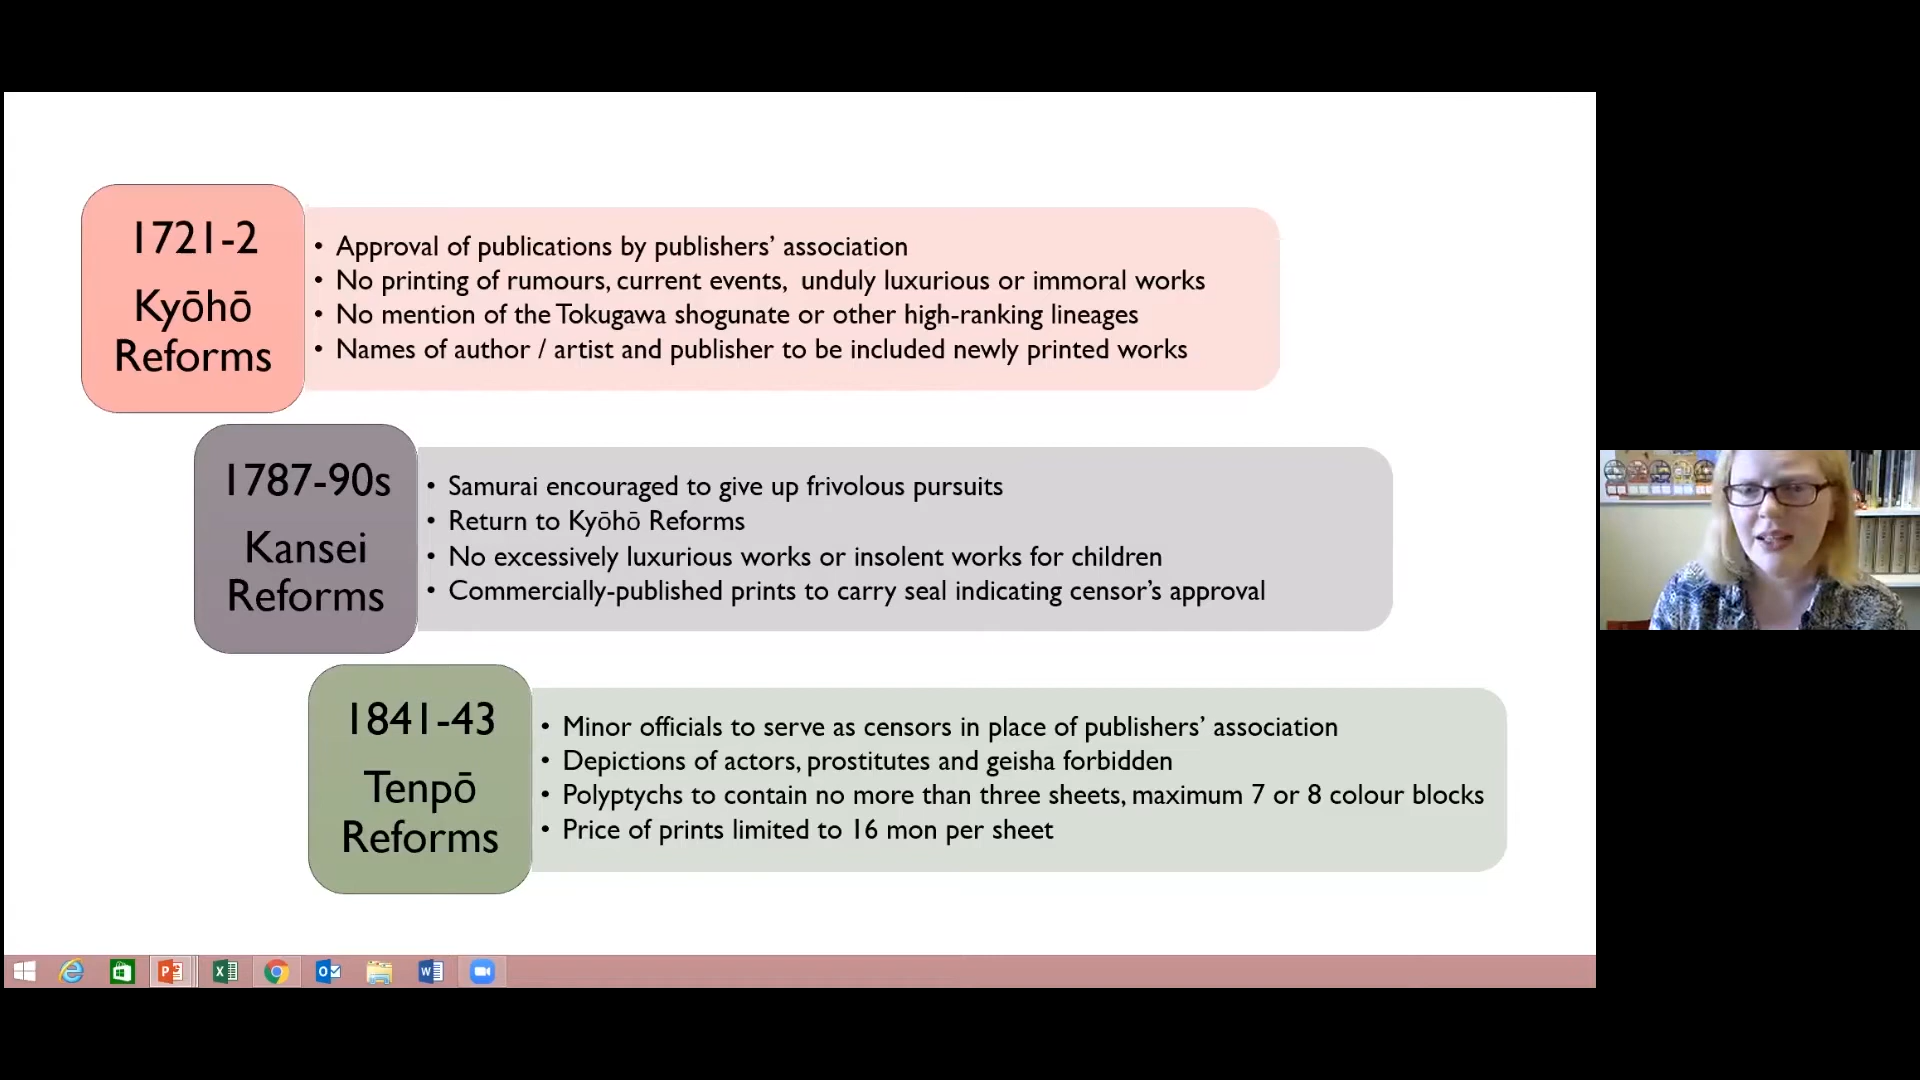 1721-2
Kyōhō
Reforms
• Approval of publications by publishers’ association
• No printing of rumours, current events,  unduly luxurious or immoral works
• No mention of the Tokugawa shogunate or other high-ranking lineages
• Names of author / artist and publisher to be included newly printed works
1787-90s
Kansei
Reforms
• Samurai encouraged to give up frivolous pursuits
• Return to Kyōhō Reforms
• No excessively luxurious works or insolent works for children
• Commercially-published prints to carry seal indicating censor’s approval
1841-43
Tenpō
Reforms
• Minor officials to serve as censors in place of publishers’ association
• Depictions of actors, prostitutes and geisha forbidden
• Polyptychs to contain no more than three sheets, maximum 7 or 8 colour blocks
• Price of prints limited to 16 mon per sheet